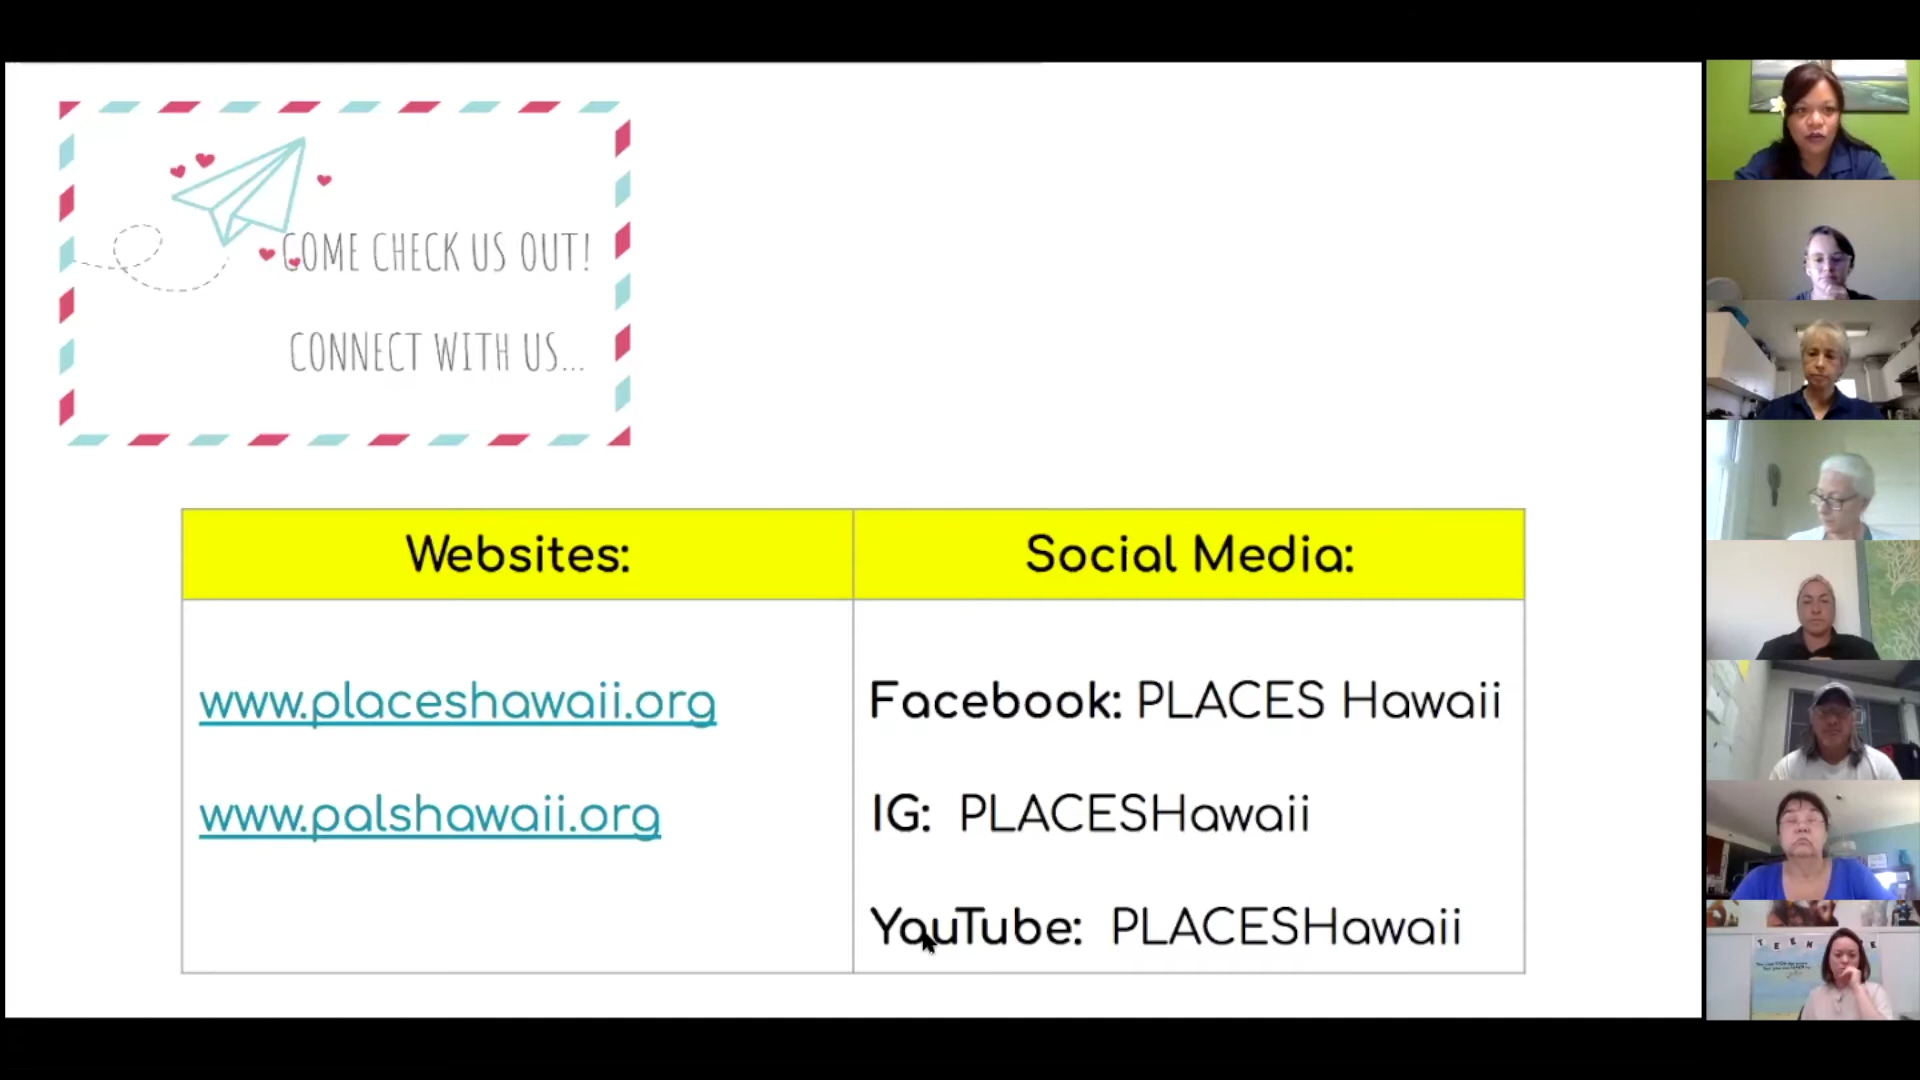 COME CHECK US OUT!
CONNECT WITH US...
Websites:
Social Media:
www.placeshawaii.org
Facebook: PLACES Hawaii
www.palshawaii.org
IG: PLACESHawaii
YouTube: PLACESHawaii